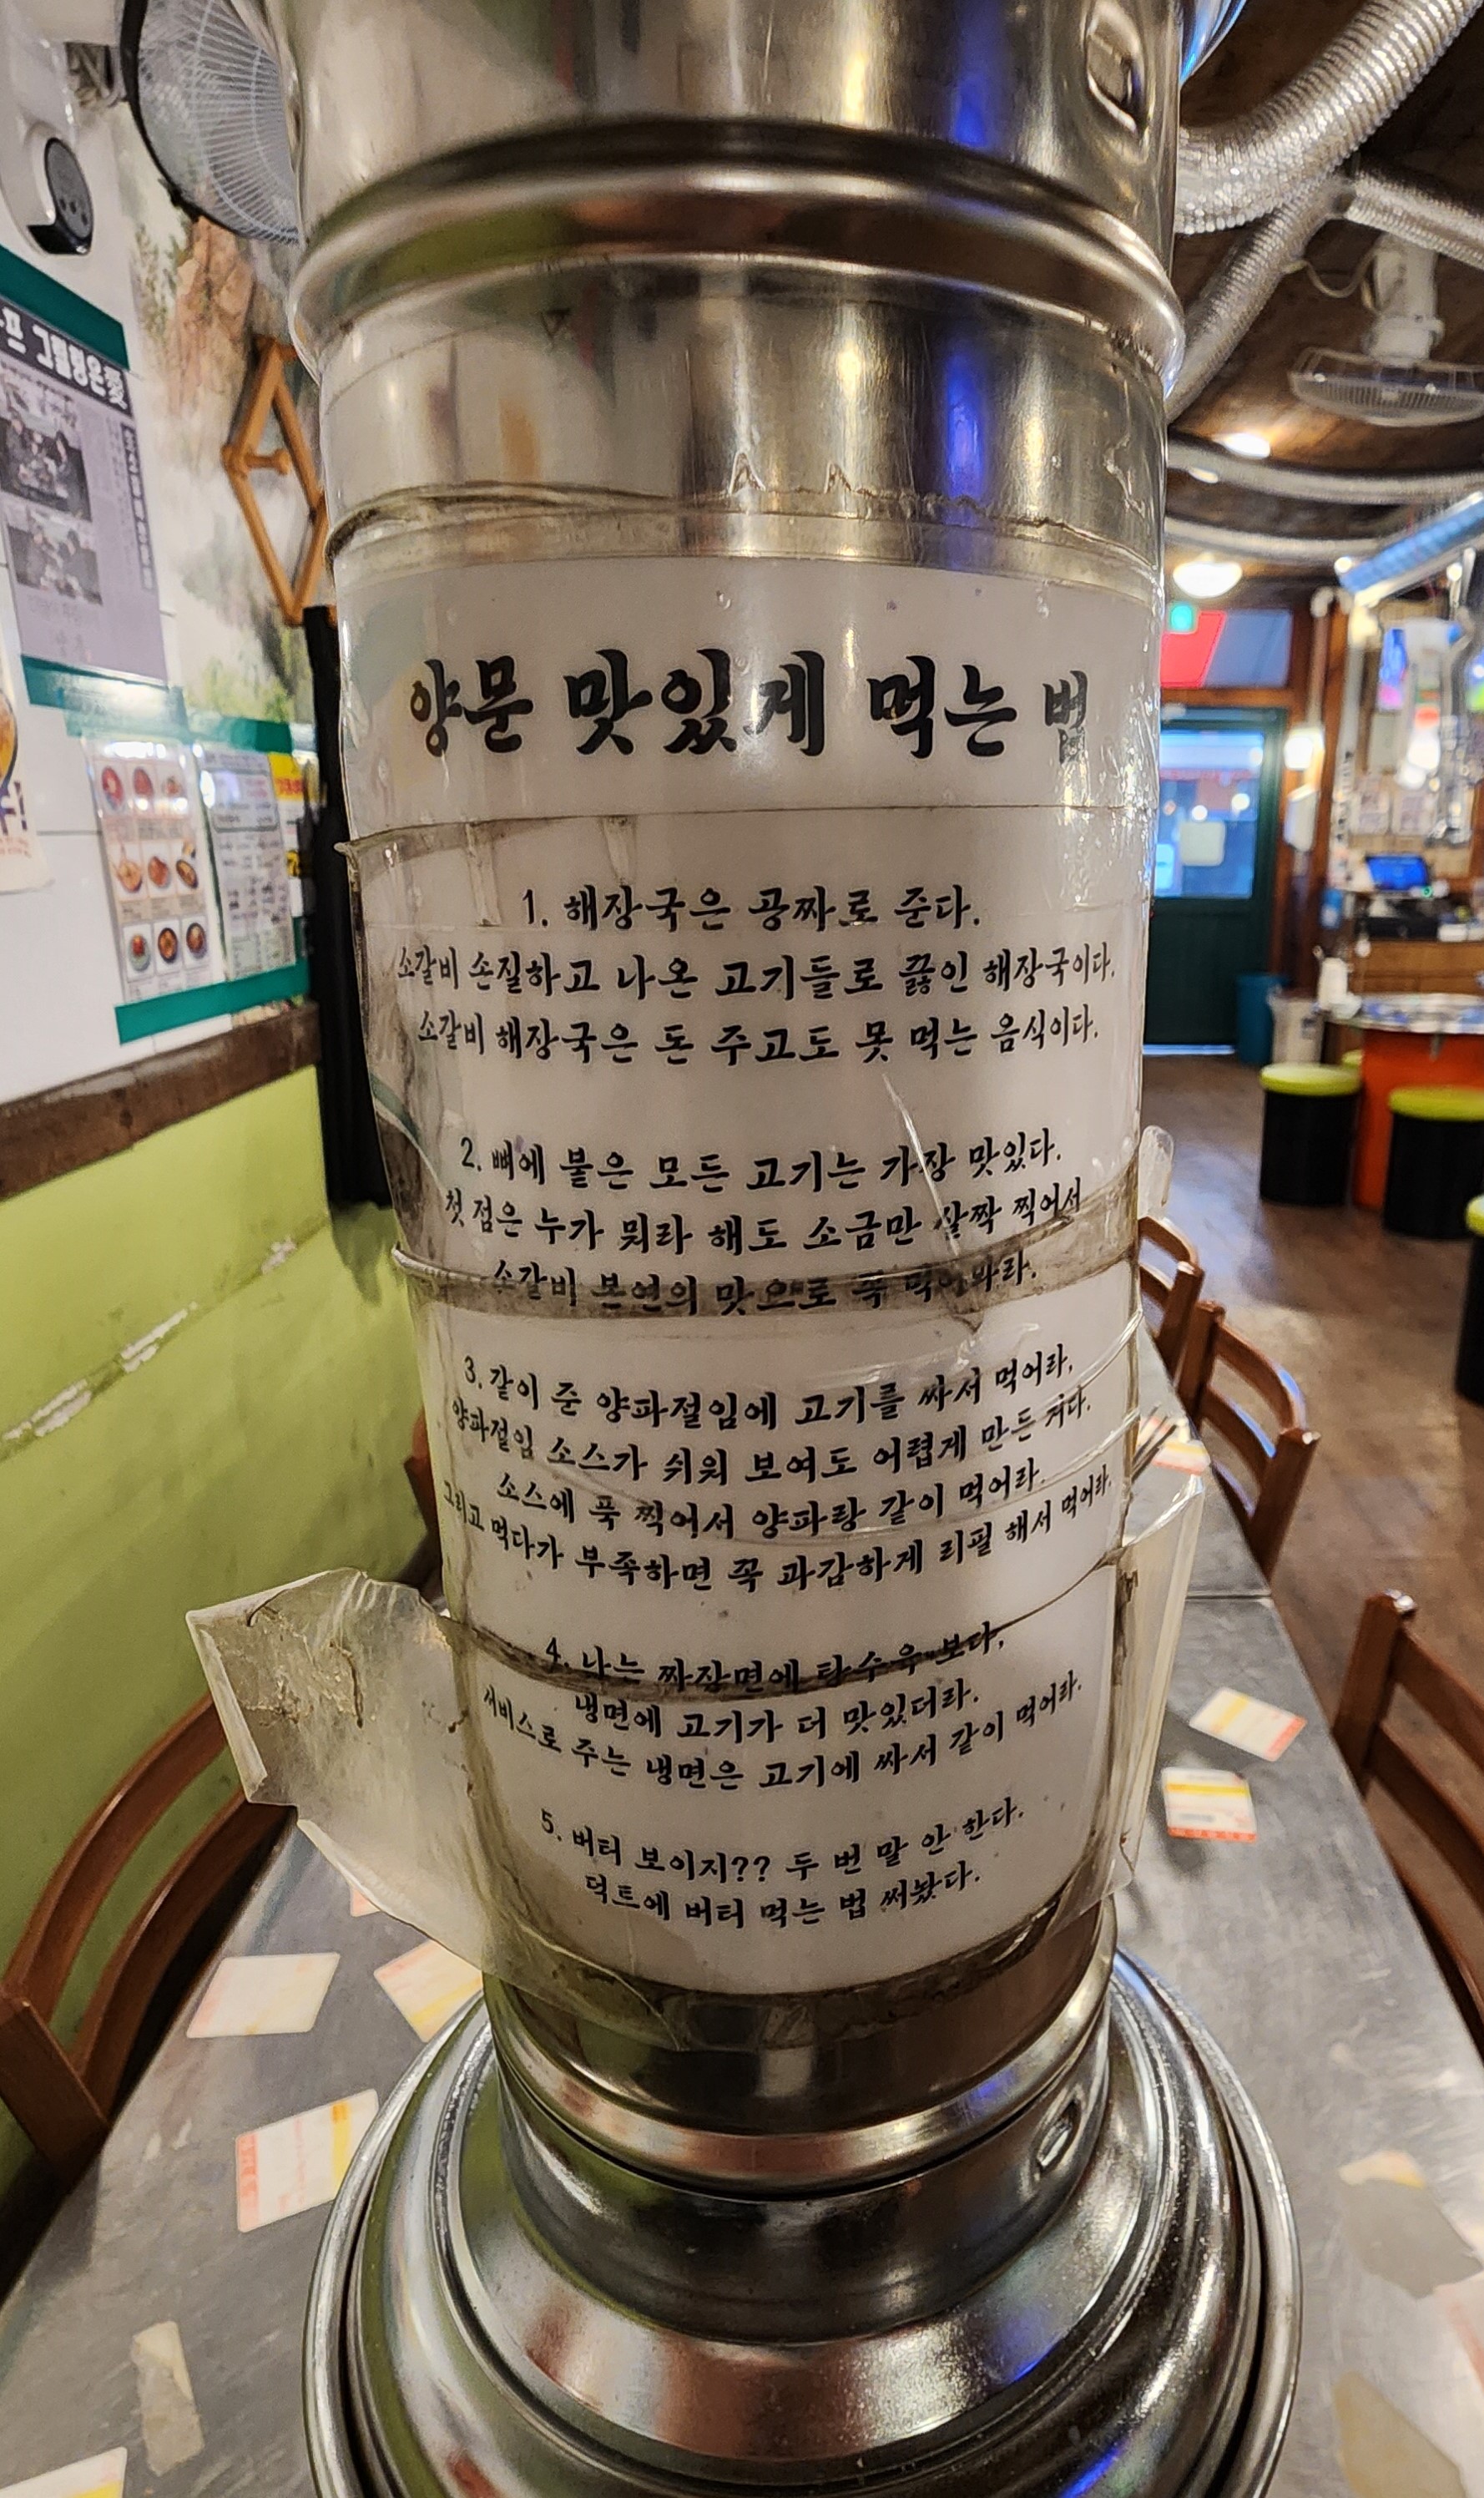 양문 맛있게 먹는 법
1. 해장국은 공짜로 준다.
소갈비 손질하고 나온 고기들로 끓인 해장국이다.
소갈비 해장국은 돈 주고도 못 먹는 음식이다.
2. 뼈에 붙은 모든 고기는 가장 맛있다.
첫 점은 누가 뭐라 해도 소금만 살짝 찍어서
소갈비 본연의 맛으로 푹 먹어봐라.
3. 같이 준 양파절임에 고기를 싸서 먹어라.
양파절임 소스가 쉬워 보여도 어렵게 만든 거다.
소스에 푹 찍어서 양파랑 같이 먹어라.
그리고 먹다가 부족하면 꼭 과감하게 리필 해서 먹어라.
4. 나는 짜장면에 탕수육 보다,
냉면에 고기가 더 맛있더라.
서비스로 주는 냉면은 고기에 싸서 같이 먹어라.
5. 버터 보이지?? 두 번 말 안 한다.
덕트에 버터 먹는 법 써놨다.